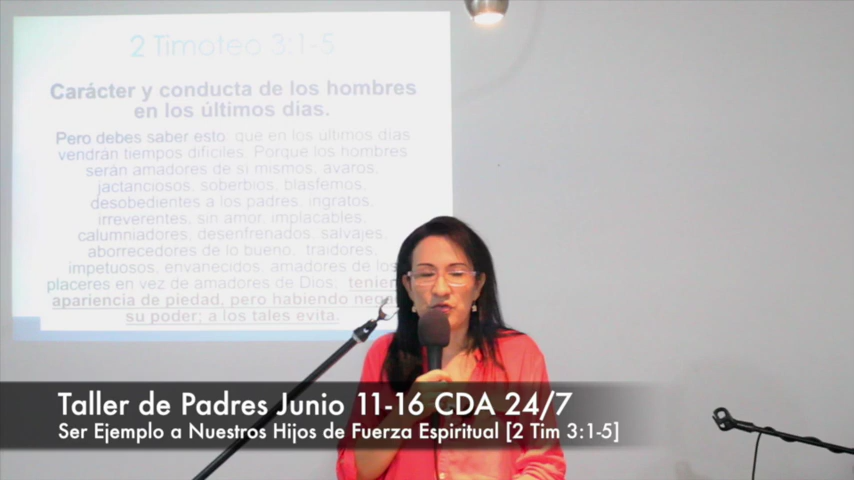 2 Timoteo 3:1-5
Carácter y conducta de los hombres
en los últimos días.
Pero debes saber esto: que en los últimos días
vendrán tiempos difíciles. Porque los hombres
serán amadores de sí mismos, avaros,
jactanciosos, soberbios, blasfemos,
desobedientes a los padres, ingratos,
irreverentes, sin amor, implacables,
calumniadores, desenfrenados, salvajes,
aborrecedores de lo bueno, traidores,
impetuosos, envanecidos, amadores de los
placeres en vez de amadores de Dios;
apariencia de piedad, pero habiendo
su poder; a los tales evita.
Taller de Padres Junio 11-16 CDA 24/7
Ser Ejemplo a Nuestros Hijos de Fuerza Espiritual [2 Tim 3:1-5]